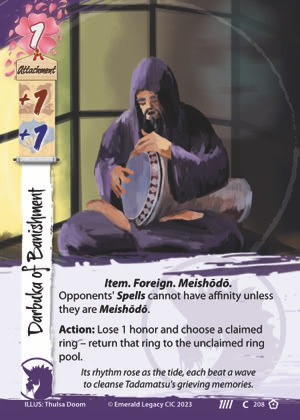 1
Attachment
+1
+1
Darbuka of Banishment
Item. Foreign. Meishōdō.
Opponents' Spells cannot have affinity unless
they are Meishōdō.
Action: Lose 1 honor and choose a claimed
ring – return that ring to the unclaimed ring
pool.
Its rhythm rose as the tide, each beat a wave
to cleanse Tadamatsu's grieving memories.
ILLUS: Thulsa Doom © Emerald Legacy CIC 2023 C 208